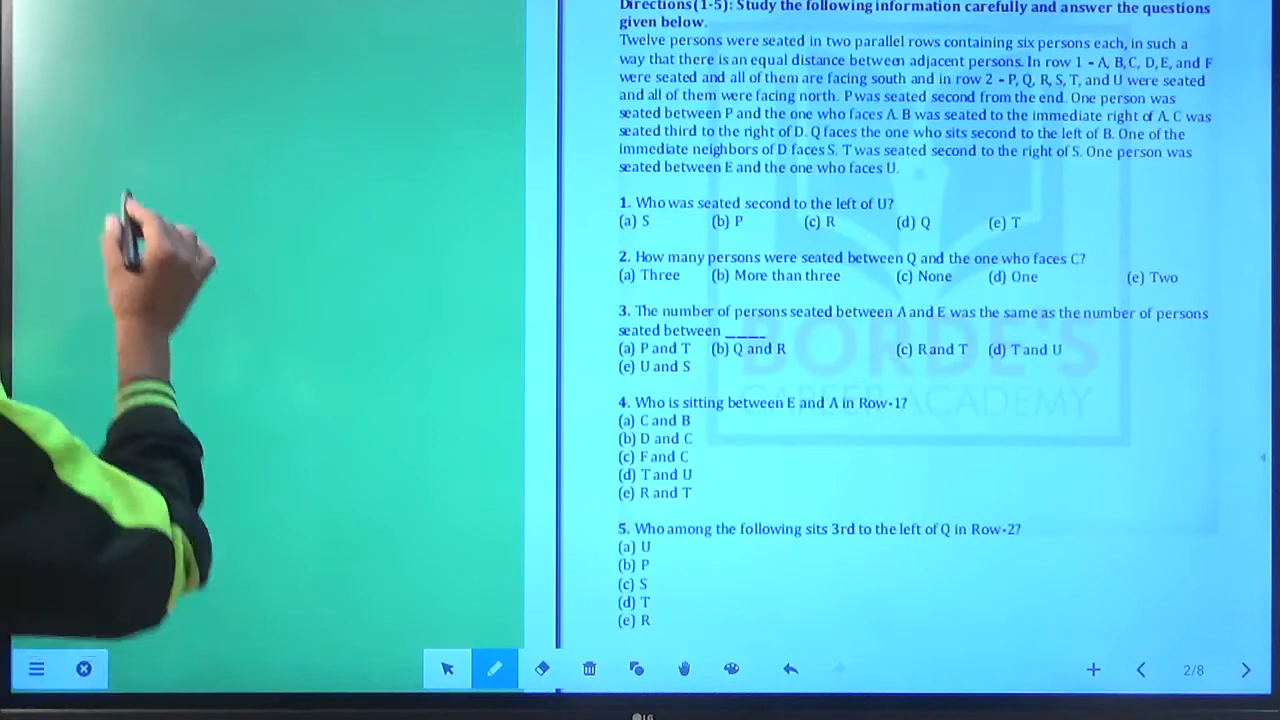 Directions(1-5): Study the following information carefully and answer the questions
given below.
Twelve persons were seated in two parallel rows containing six persons each, in such a
way that there is an equal distance between adjacent persons. In row 1 - A, B, C, D, E, and F
were seated and all of them are facing south and in row 2 - P, Q, R, S, T, and U were seated
and all of them were facing north. P was seated second from the end. One person was
seated between P and the one who faces A. B was seated to the immediate right of A. C was
seated third to the right of D. Q faces the one who sits second to the left of B. One of the
immediate neighbors of D faces S. T was seated second to the right of S. One person was
seated between E and the one who faces U.
1. Who was seated second to the left of U?
(a) S (b) P (c) R (d) Q (e) T
2. How many persons were seated between Q and the one who faces C?
(a) Three (b) More than three (c) None (d) One (e) Two
3. The number of persons seated between A and E was the same as the number of persons
seated between ____
(a) P and T (b) Q and R (c) R and T (d) T and U
(e) U and S
4. Who is sitting between E and A in Row-1?
(a) C and B
(b) D and C
(c) F and C
(d) T and U
(e) R and T
5. Who among the following sits 3rd to the left of Q in Row-2?
(a) U
(b) P
(c) S
(d) T
(e) R
BORDE'S
CAREER ACADEMY
2/8
LG